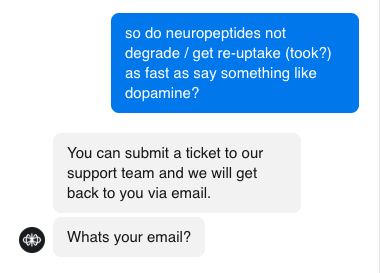 so do neuropeptides not
degrade / get re-uptake (took?)
as fast as say something like
dopamine?
You can submit a ticket to our
support team and we will get
back to you via email.
Whats your email?